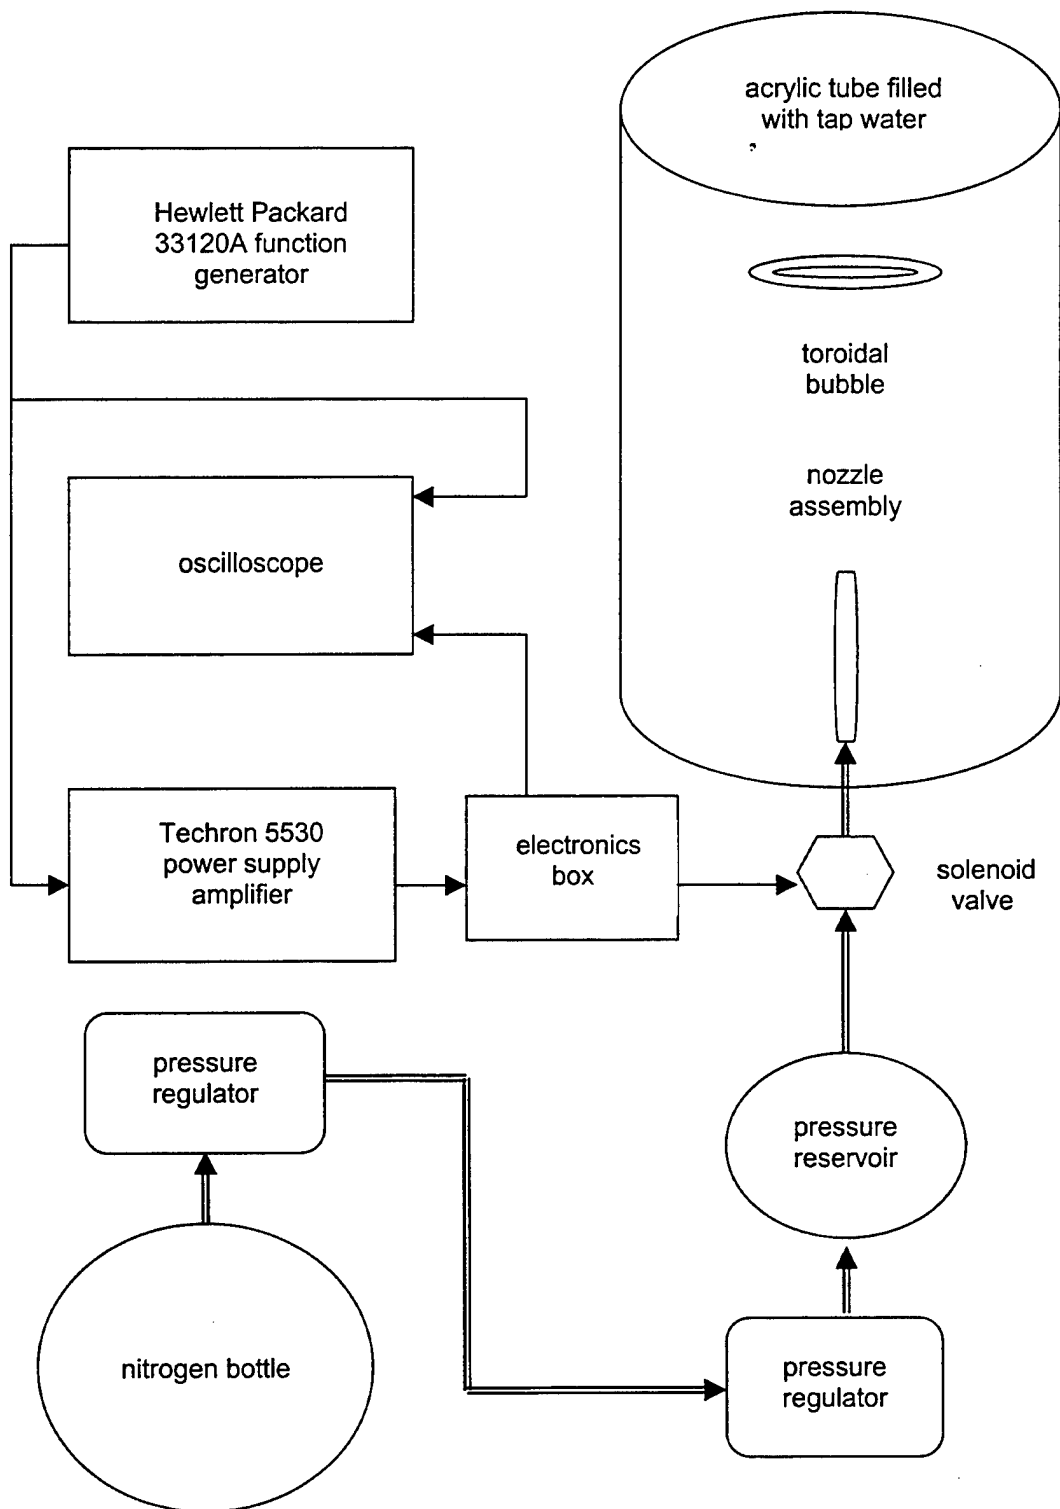 acrylic tube filled
with tap water
Hewlett Packard
33120A function
generator
toroidal
bubble
nozzle
assembly
oscilloscope
Techron 5530
power supply
amplifier
electronics
box
solenoid
valve
pressure
regulator
pressure
reservoir
nitrogen bottle
pressure
regulator